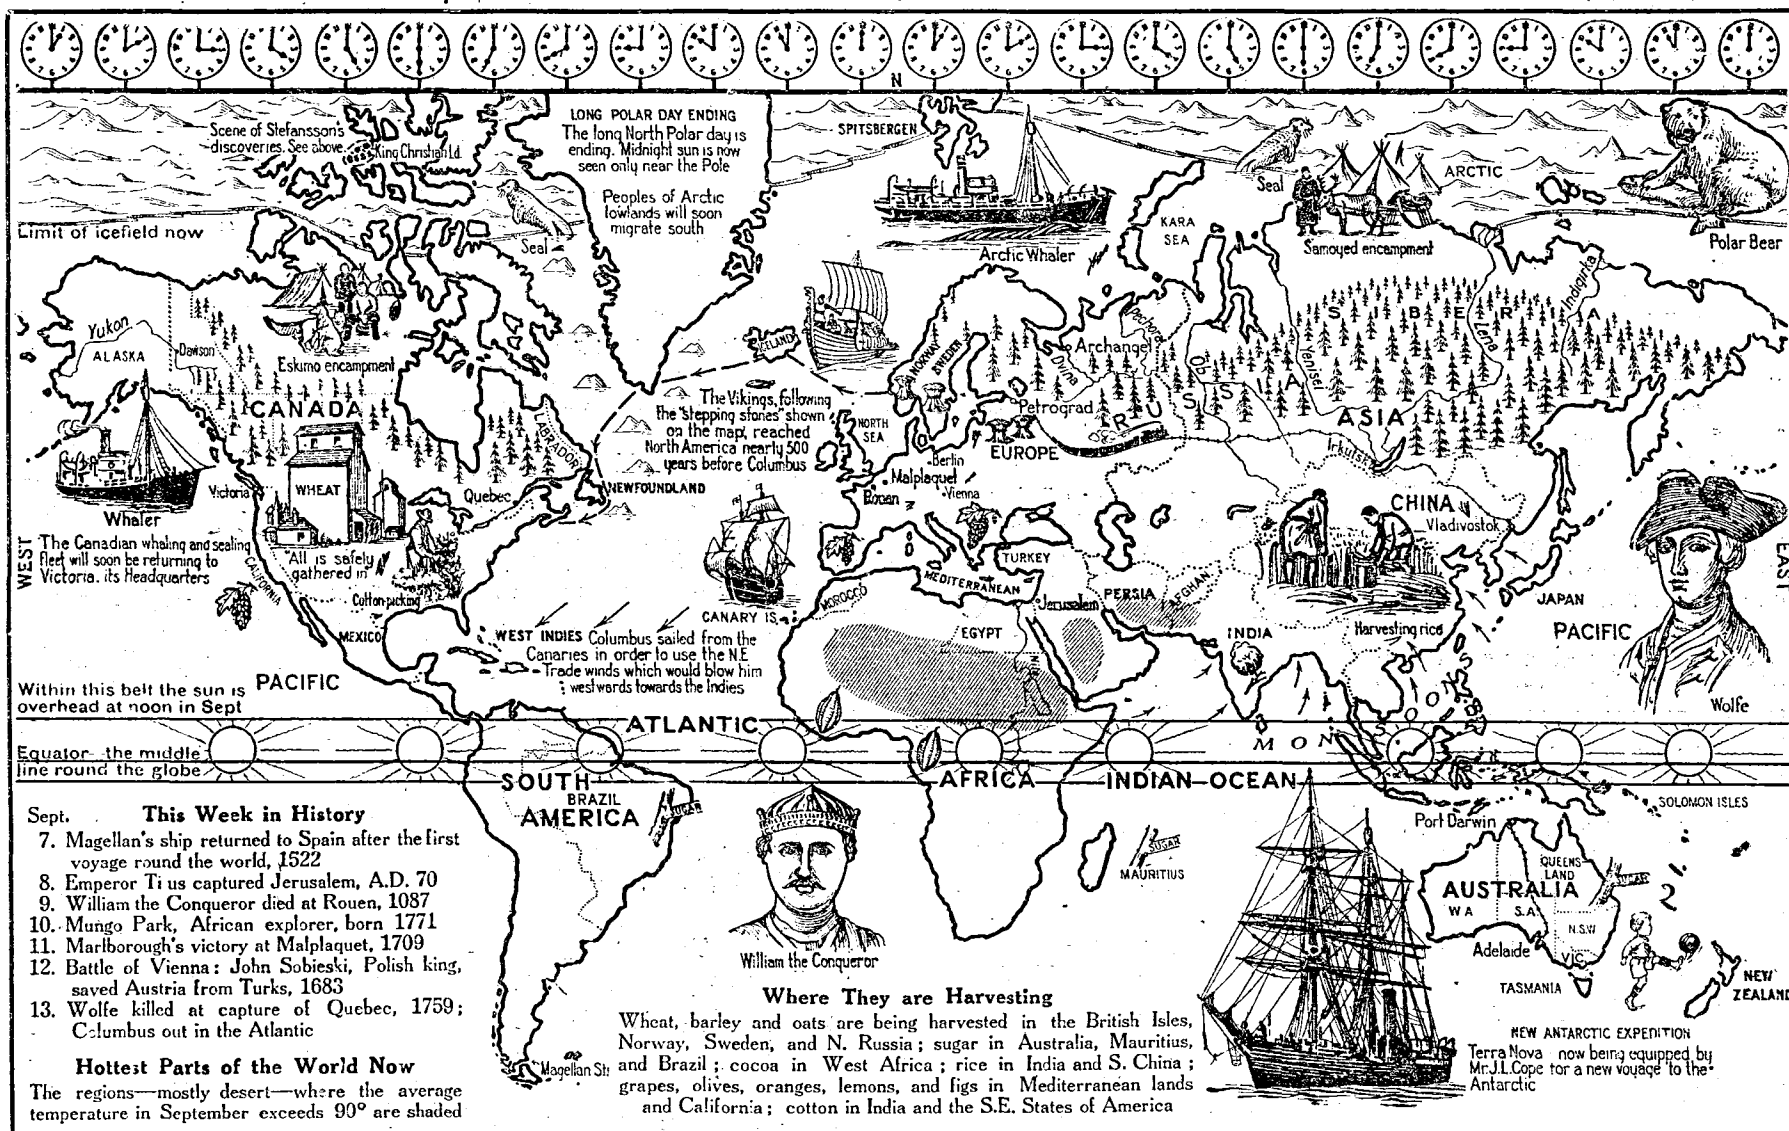 N
Scene of Stefansson's
discoveries. See above.
King Christian Ld.
LONG POLAR DAY ENDING
The long North Polar day is
ending. Midnight sun is now
seen only near the Pole
Peoples of Arctic
lowlands will soon
migrate south
SPITSBERGEN
Seal
Seal
ARCTIC
KARA
SEA
Limit of icefield now
Arctic Whaler
Samoyed encampment
Polar Bear
Yukon
ALASKA
Dawson
Eskimo encampment
ICELAND
NORWAY
SWEDEN
Archangel
Petchora
Dvina
Ob
Yenisei
Lena
Indigirka
SIBERIA
CANADA
LABRADOR
The Vikings, following
the "stepping stones" shown
on the map, reached
North America nearly 500
years before Columbus
NORTH
SEA
Petrograd
RUSSIA
ASIA
EUROPE
Irkutsk
Berlin
Malplaquet
Rouen
Vienna
WHEAT
Victoria
Quebec
NEWFOUNDLAND
CHINA
Vladivostok
Whaler
WEST
The Canadian whaling and sealing
fleet will soon be returning to
Victoria, its Headquarters
"All is safely
gathered in"
CALIFORNIA
Cotton-picking
EAST
TURKEY
MEDITERRANEAN
MOROCCO
CANARY IS.
Jerusalem
PERSIA
AFGHAN.
JAPAN
MEXICO
WEST INDIES Columbus sailed from the
Canaries in order to use the N.E
Trade winds which would blow him
westwards towards the Indies
EGYPT
NILE
INDIA
Harvesting rice
PACIFIC
Wolfe
Within this belt the sun is
overhead at noon in Sept
PACIFIC
ATLANTIC
MONSOONS
Equator the middle
line round the globe
SOUTH
AMERICA
BRAZIL
SUGAR
AFRICA
INDIAN OCEAN
SOLOMON ISLES
Port Darwin
SUGAR
MAURITIUS
QUEENS-
LAND
SUGAR
AUSTRALIA
W A
S.A.
N.S.W
VIC.
Adelaide
TASMANIA
NEW
ZEALAND
William the Conqueror
Magellan Str
Sept. This Week in History
7. Magellan's ship returned to Spain after the first
voyage round the world, 1522
8. Emperor Ti us captured Jerusalem, A.D. 70
9. William the Conqueror died at Rouen, 1087
10. Mungo Park, African explorer, born 1771
11. Marlborough's victory at Malplaquet, 1709
12. Battle of Vienna: John Sobieski, Polish king,
saved Austria from Turks, 1683
13. Wolfe killed at capture of Quebec, 1759;
Columbus out in the Atlantic
Hottest Parts of the World Now
The regions—mostly desert—where the average
temperature in September exceeds 90° are shaded
Where They are Harvesting
Wheat, barley and oats are being harvested in the British Isles,
Norway, Sweden, and N. Russia; sugar in Australia, Mauritius,
and Brazil; cocoa in West Africa; rice in India and S. China;
grapes, olives, oranges, lemons, and figs in Mediterranean lands
and California; cotton in India and the S.E. States of America
NEW ANTARCTIC EXPEDITION
Terra Nova now being equipped by
Mr. J.L. Cope for a new voyage to the
Antarctic